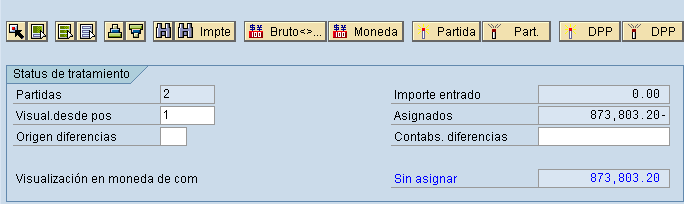 Impte Bruto<>... Moneda Partida Part. DPP DPP
Status de tratamiento
Partidas 2 Importe entrado 0.00
Visual.desde pos 1 Asignados 873,803.20-
Origen diferencias Contabs. diferencias
Visualización en moneda de com Sin asignar 873,803.20